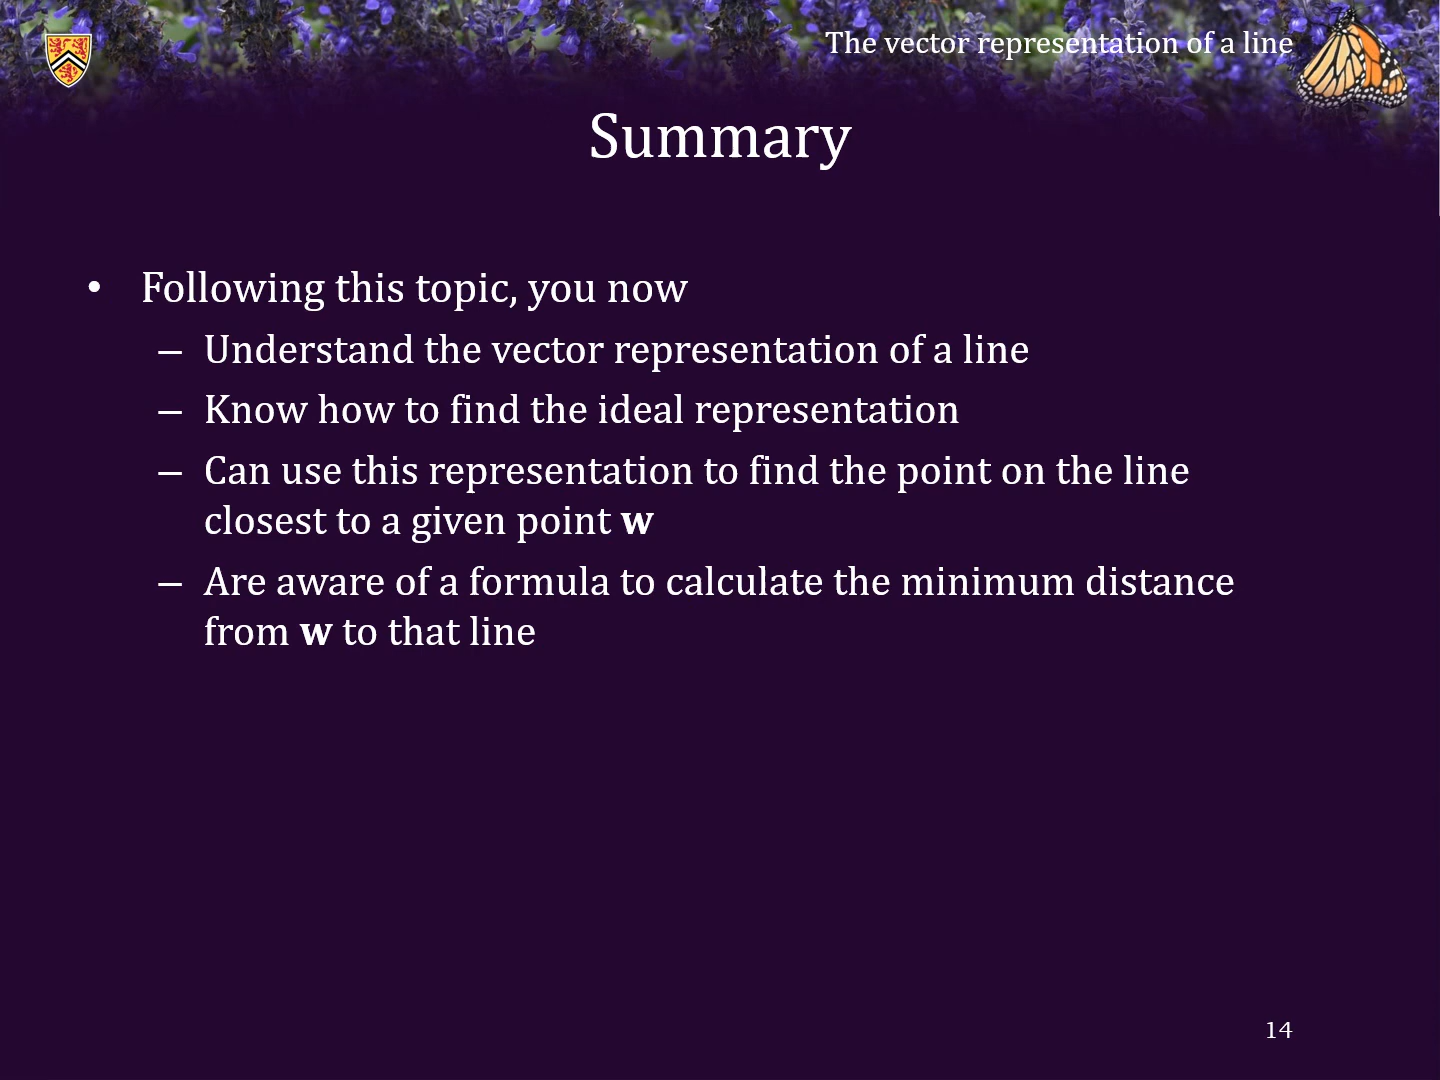 The vector representation of a line
Summary
• Following this topic, you now
– Understand the vector representation of a line
– Know how to find the ideal representation
– Can use this representation to find the point on the line
closest to a given point w
– Are aware of a formula to calculate the minimum distance
from w to that line
14